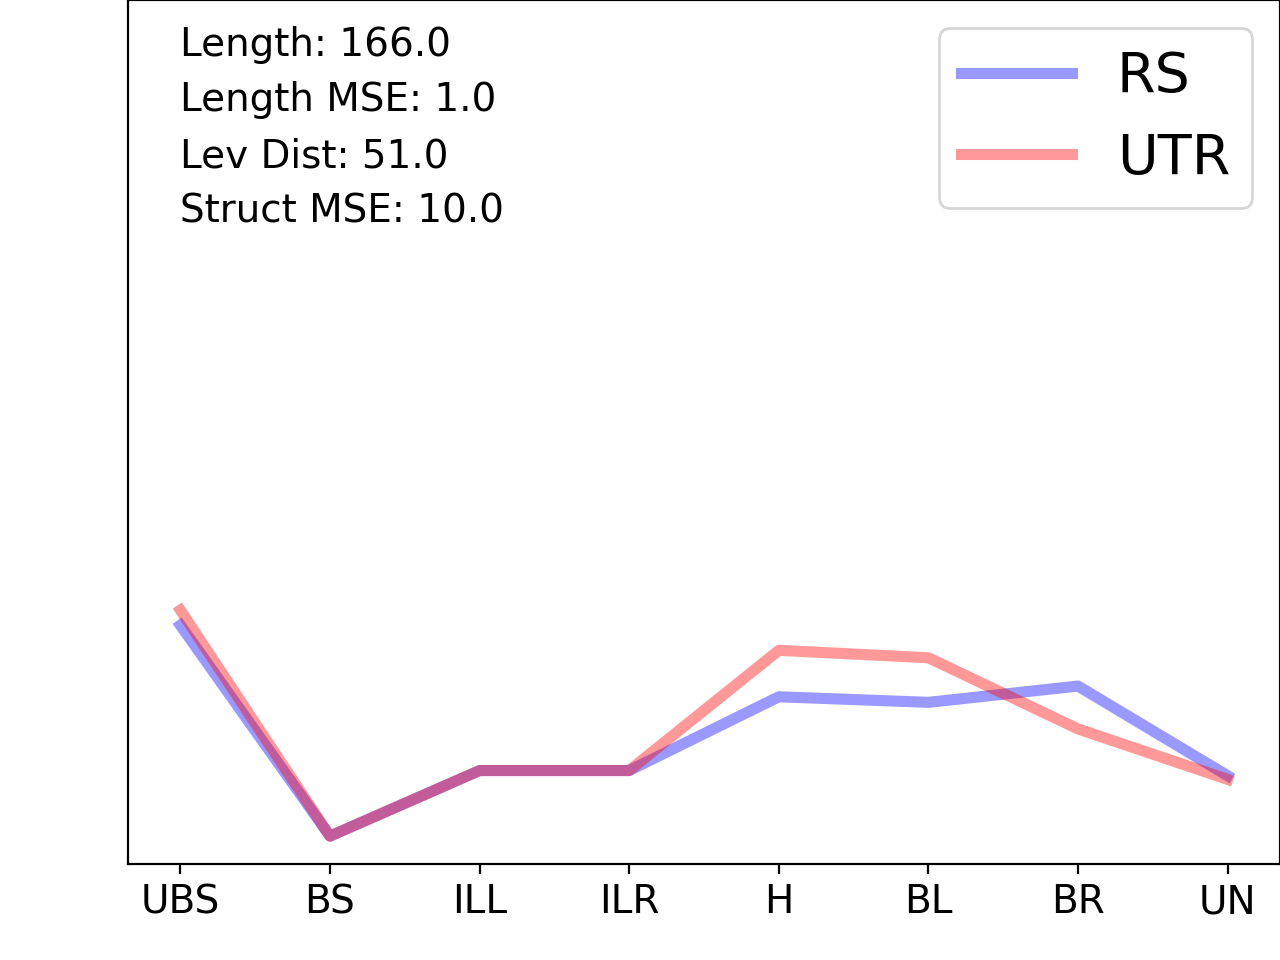 Length: 166.0
Length MSE: 1.0
Lev Dist: 51.0
Struct MSE: 10.0
RS
UTR
UBS BS ILL ILR H BL BR UN